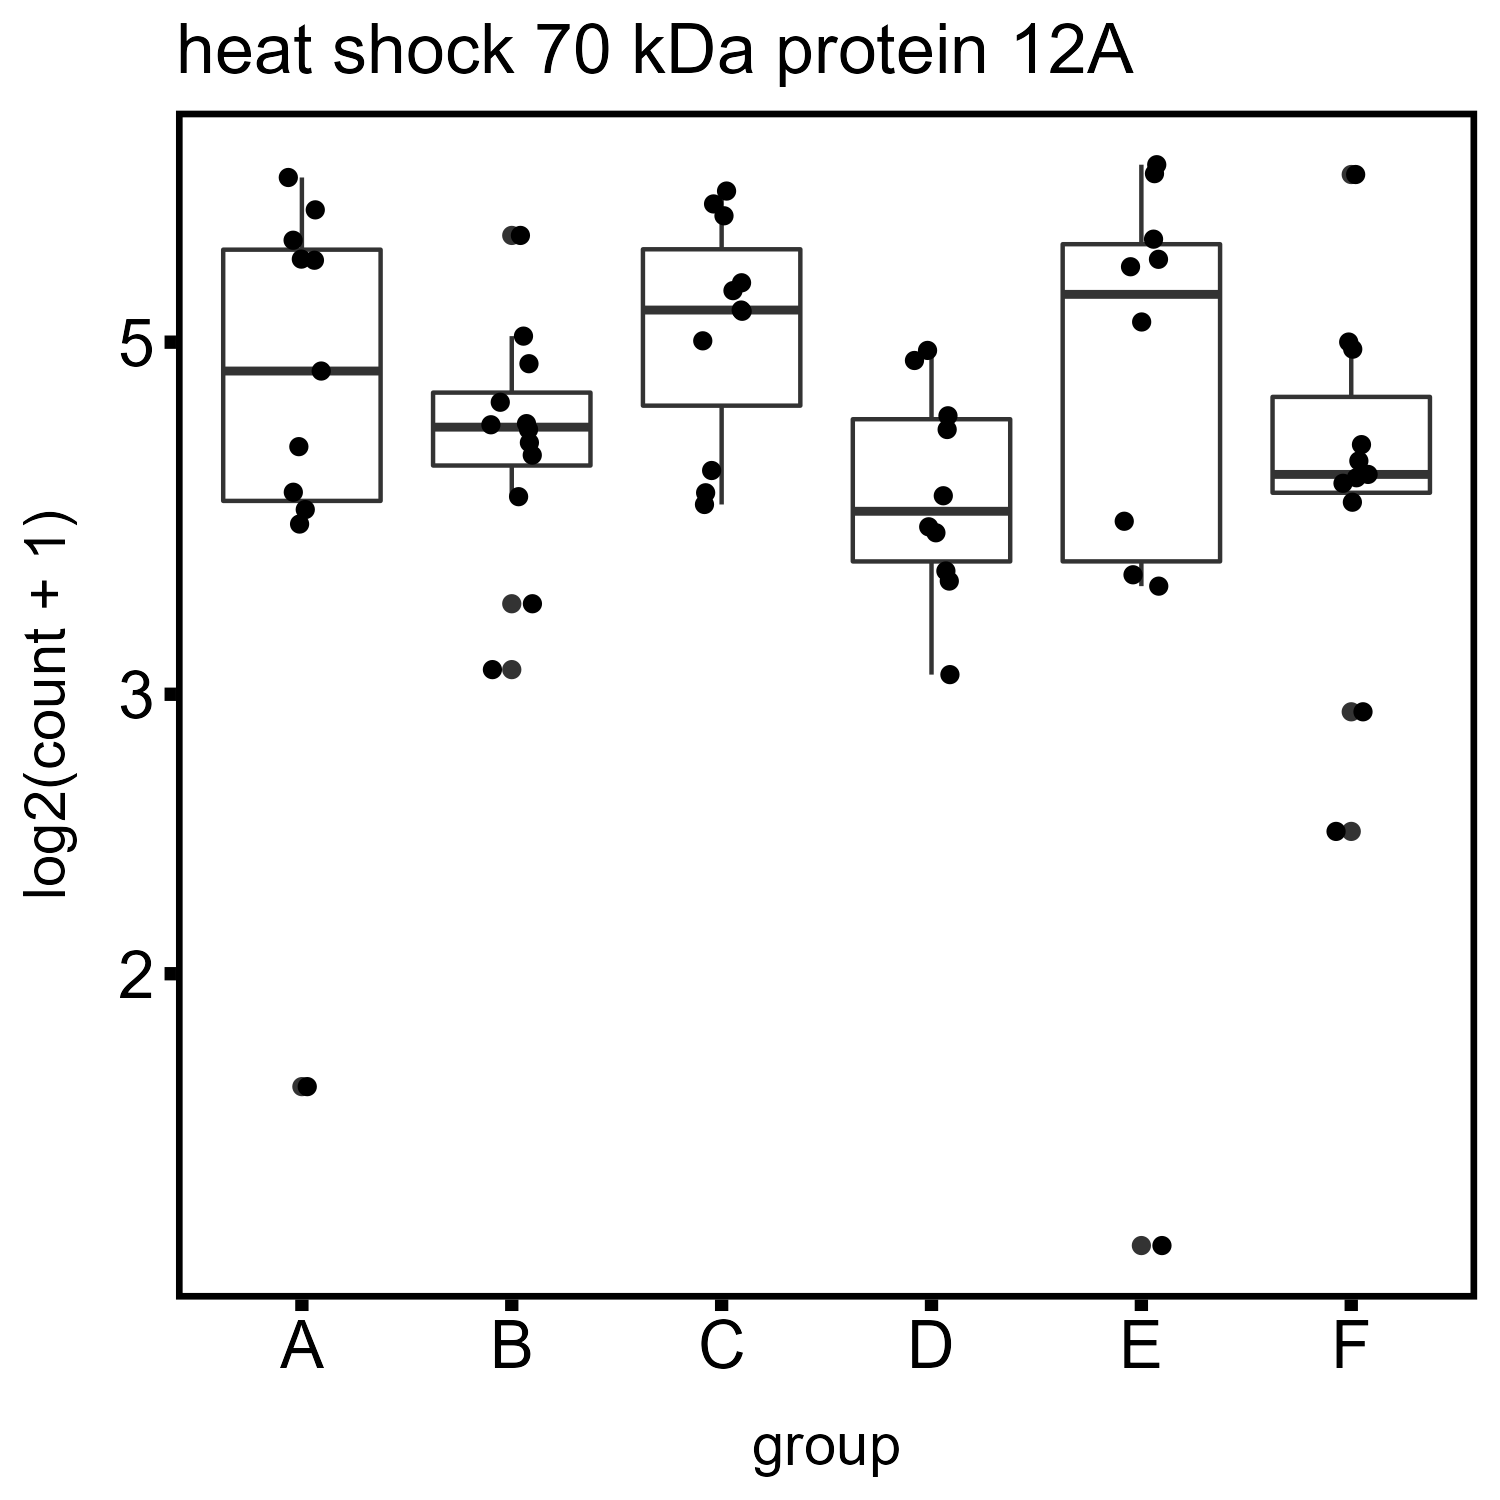 heat shock 70 kDa protein 12A
log2(count + 1)
5
3
2
A B C D E F
group